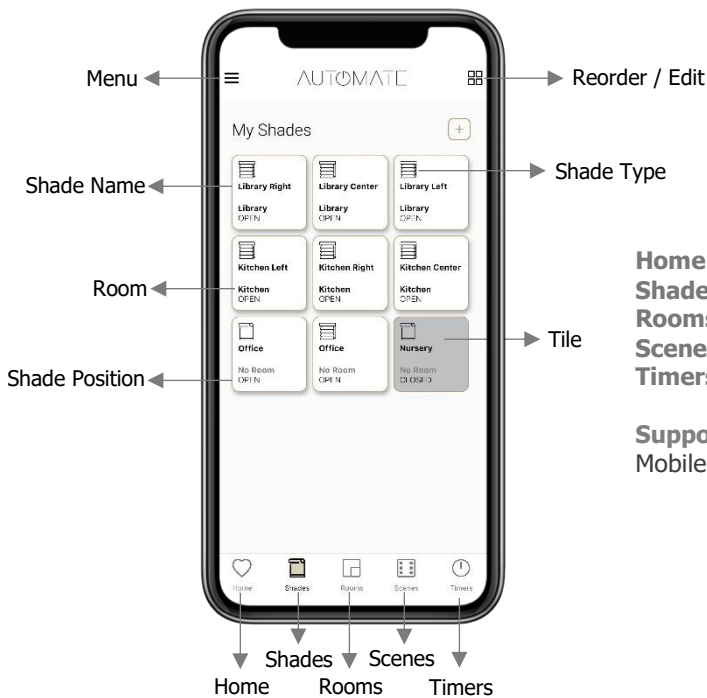 Menu
AUTOMATE
Reorder / Edit
My Shades
+
Shade Name
Shade Type
Library Right
Library
OPEN
Library Center
Library
OPEN
Library Left
Library
OPEN
Room
Kitchen Left
Kitchen
OPEN
Kitchen Right
Kitchen
OPEN
Kitchen Center
Kitchen
OPEN
Home
Shade
Rooms
Scene
Timers
Tile
Shade Position
Office
No Room
OPEN
Office
No Room
OPEN
Nursery
No Room
CLOSED
Suppo
Mobile
Home
Shades
Rooms
Scenes
Timers
Shades
Scenes
Home
Rooms
Timers